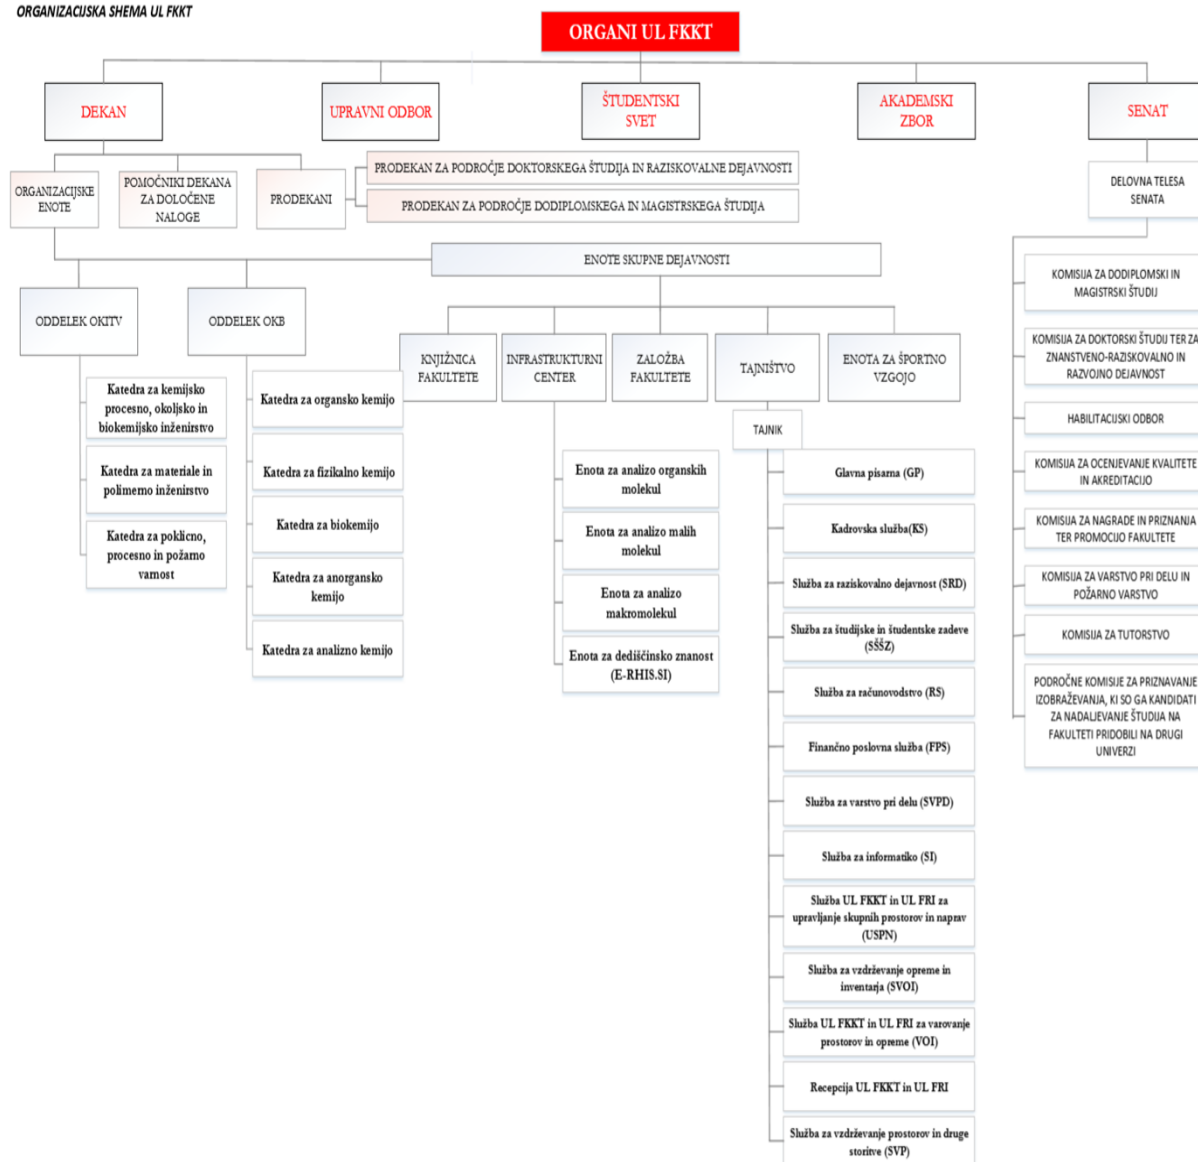 ORGANIZACIJSKA SHEMA UL FKKT
ORGANI UL FKKT
DEKAN
UPRAVNI ODBOR
ŠTUDENTSKI
SVET
AKADEMSKI
ZBOR
SENAT
ORGANIZACIJSKE
ENOTE
POMOČNIKI DEKANA
ZA DOLOČENE
NALOGE
PRODEKANI
PRODEKAN ZA PODROČJE DOKTORSKEGA ŠTUDIJA IN RAZISKOVALNE DEJAVNOSTI
PRODEKAN ZA PODROČJE DODIPLOMSKEGA IN MAGISTRSKEGA ŠTUDIJA
DELOVNA TELESA
SENATA
ENOTE SKUPNE DEJAVNOSTI
ODDELEK OKITV
ODDELEK OKB
KNJIŽNICA
FAKULTETE
INFRASTRUKTURNI
CENTER
ZALOŽBA
FAKULTETE
TAJNIŠTVO
ENOTA ZA ŠPORTNO
VZGOJO
Katedra za kemijsko
procesno, okoljsko in
biokemijsko inženirstvo
Katedra za materiale in
polimerno inženirstvo
Katedra za poklicno,
procesno in požarno
varnost
Katedra za organsko kemijo
Katedra za fizikalno kemijo
Katedra za biokemijo
Katedra za anorgansko
kemijo
Katedra za analizno kemijo
Enota za analizo organskih
molekul
Enota za analizo malih
molekul
Enota za analizo
makromolekul
Enota za dediščinsko znanost
(E-RHIS.SI)
TAJNIK
Glavna pisarna (GP)
Kadrovska služba(KS)
Služba za raziskovalno dejavnost (SRD)
Služba za študijske in študentske zadeve
(SŠŠZ)
Služba za računovodstvo (RS)
Finančno poslovna služba (FPS)
Služba za varstvo pri delu (SVPD)
Služba za informatiko (SI)
Služba UL FKKT in UL FRI za
upravljanje skupnih prostorov in naprav
(USPN)
Služba za vzdrževanje opreme in
inventarja (SVOI)
Služba UL FKKT in UL FRI za varovanje
prostorov in opreme (VOI)
Recepcija UL FKKT in UL FRI
Služba za vzdrževanje prostorov in druge
storitve (SVP)
KOMISIJA ZA DODIPLOMSKI IN
MAGISTRSKI ŠTUDIJ
KOMISIJA ZA DOKTORSKI ŠTUDIJ TER ZA
ZNANSTVENO-RAZISKOVALNO IN
RAZVOJNO DEJAVNOST
HABILITACIJSKI ODBOR
KOMISIJA ZA OCENJEVANJE KVALITETE
IN AKREDITACIJO
KOMISIJA ZA NAGRADE IN PRIZNANJA
TER PROMOCIJO FAKULTETE
KOMISIJA ZA VARSTVO PRI DELU IN
POŽARNO VARSTVO
KOMISIJA ZA TUTORSTVO
PODROČNE KOMISIJE ZA PRIZNAVANJE
IZOBRAŽEVANJA, KI SO GA KANDIDATI
ZA NADALJEVANJE ŠTUDIJA NA
FAKULTETI PRIDOBILI NA DRUGI
UNIVERZI